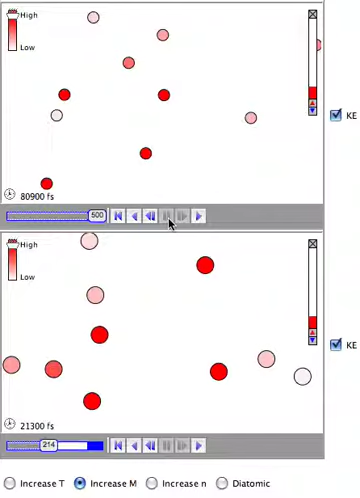 High
Low
KE
80900 fs
500
High
Low
KE
21300 fs
214
Increase T Increase M Increase n Diatomic